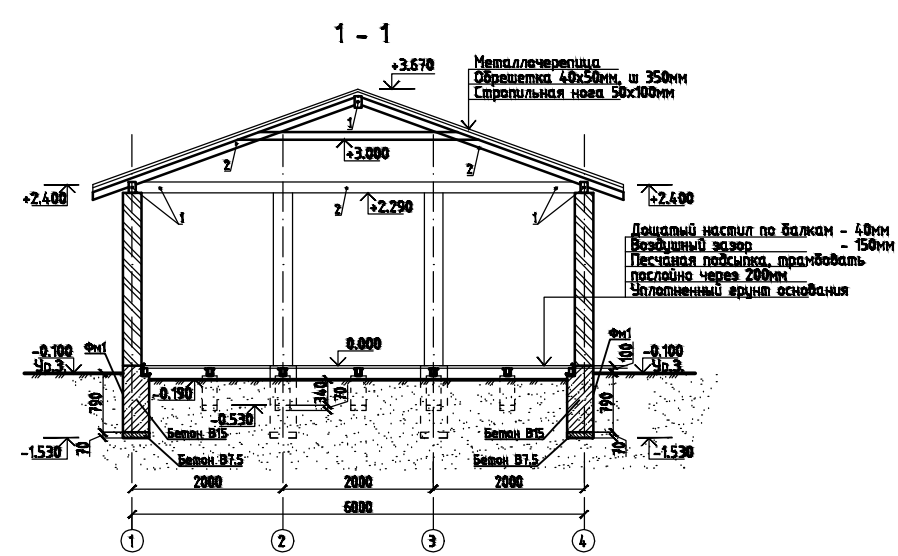 1 - 1
+3.670
Металлочерепица
Обрешетка 40х50мм, ш 350мм
Стропильная нога 50х100мм
1
+3.000
2
2
+2.400
+2.400
1
2
+2.290
1
Дощатый настил по балкам - 40мм
Воздушный зазор - 150мм
Песчаная подсыпка, трамбовать
послойно через 200мм
Уплотненный грунт основания
Фм1
Фм1
-0.100
Ур.З.
0.000
100
-0.100
Ур.З.
-0.190
340
70
790
790
-0.530
Бетон В15
Бетон В15
-1.530
70
70
-1.530
Бетон В7.5
Бетон В7.5
2000
2000
2000
6000
1
2
3
4